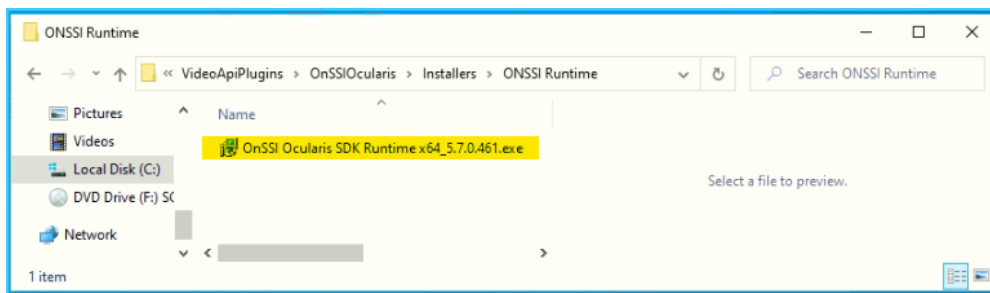 ONSSI Runtime
« VideoApiPlugins > OnSSIOcularis > Installers > ONSSI Runtime
Search ONSSI Runtime
Pictures
Videos
Local Disk (C:)
DVD Drive (F:) SC
Network
Name
OnSSI Ocularis SDK Runtime x64_5.7.0.461.exe
Select a file to preview.
1 item